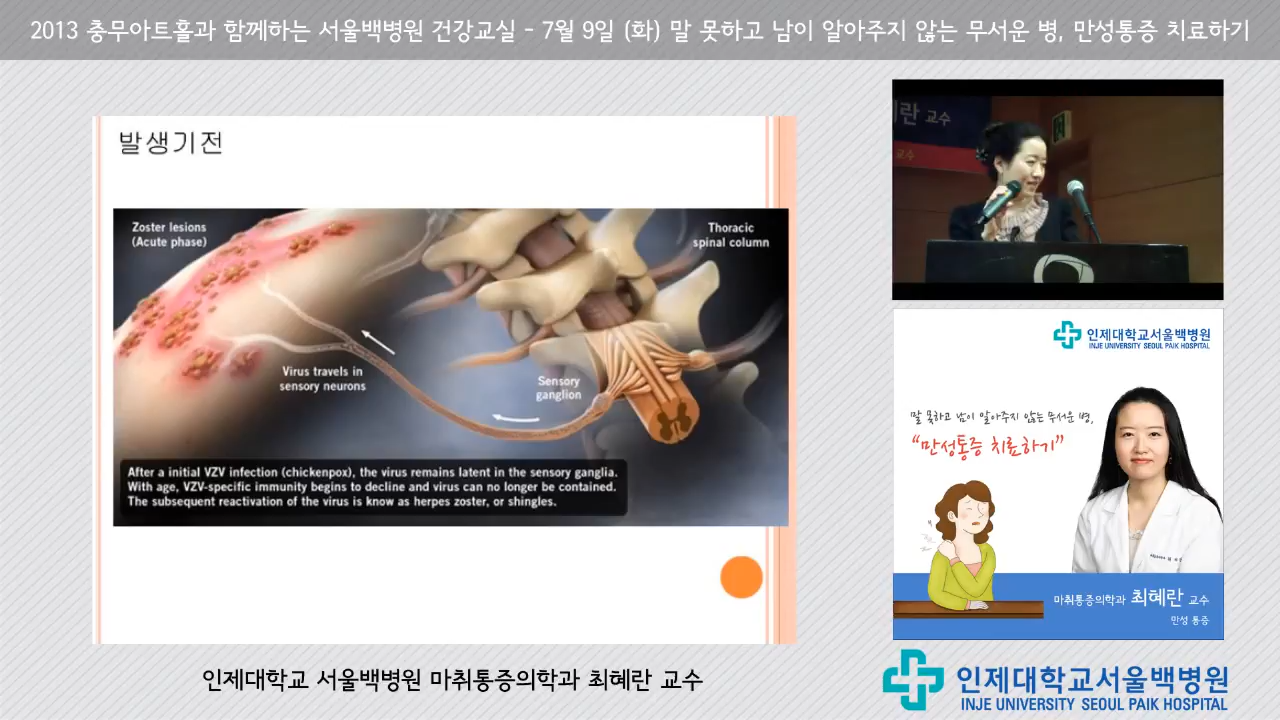 2013 충무아트홀과 함께하는 서울백병원 건강교실 - 7월 9일 (화) 말 못하고 남이 알아주지 않는 무서운 병, 만성통증 치료하기
발생기전
Zoster lesions
(Acute phase)
Thoracic
spinal column
Virus travels in
sensory neurons
Sensory
ganglion
After a initial VZV infection (chickenpox), the virus remains latent in the sensory ganglia.
With age, VZV-specific immunity begins to decline and virus can no longer be contained.
The subsequent reactivation of the virus is know as herpes zoster, or shingles.
란 교수
교수
인제대학교서울백병원
INJE UNIVERSITY SEOUL PAIK HOSPITAL
말 못하고 남이 알아주지 않는 무서운 병,
“만성통증 치료하기”
마취통증의학과 최혜란 교수
만성 통증
인제대학교 서울백병원 마취통증의학과 최혜란 교수
인제대학교서울백병원
INJE UNIVERSITY SEOUL PAIK HOSPITAL